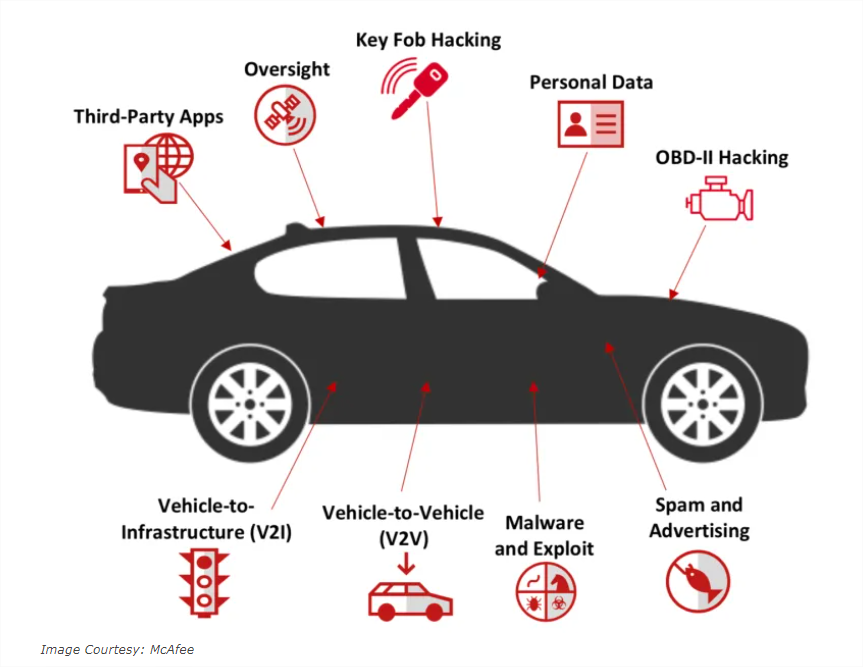 Key Fob Hacking
Oversight
Personal Data
Third-Party Apps
OBD-II Hacking
Vehicle-to-
Infrastructure (V2I)
Vehicle-to-Vehicle
(V2V)
Malware
and Exploit
Spam and
Advertising
Image Courtesy: McAfee